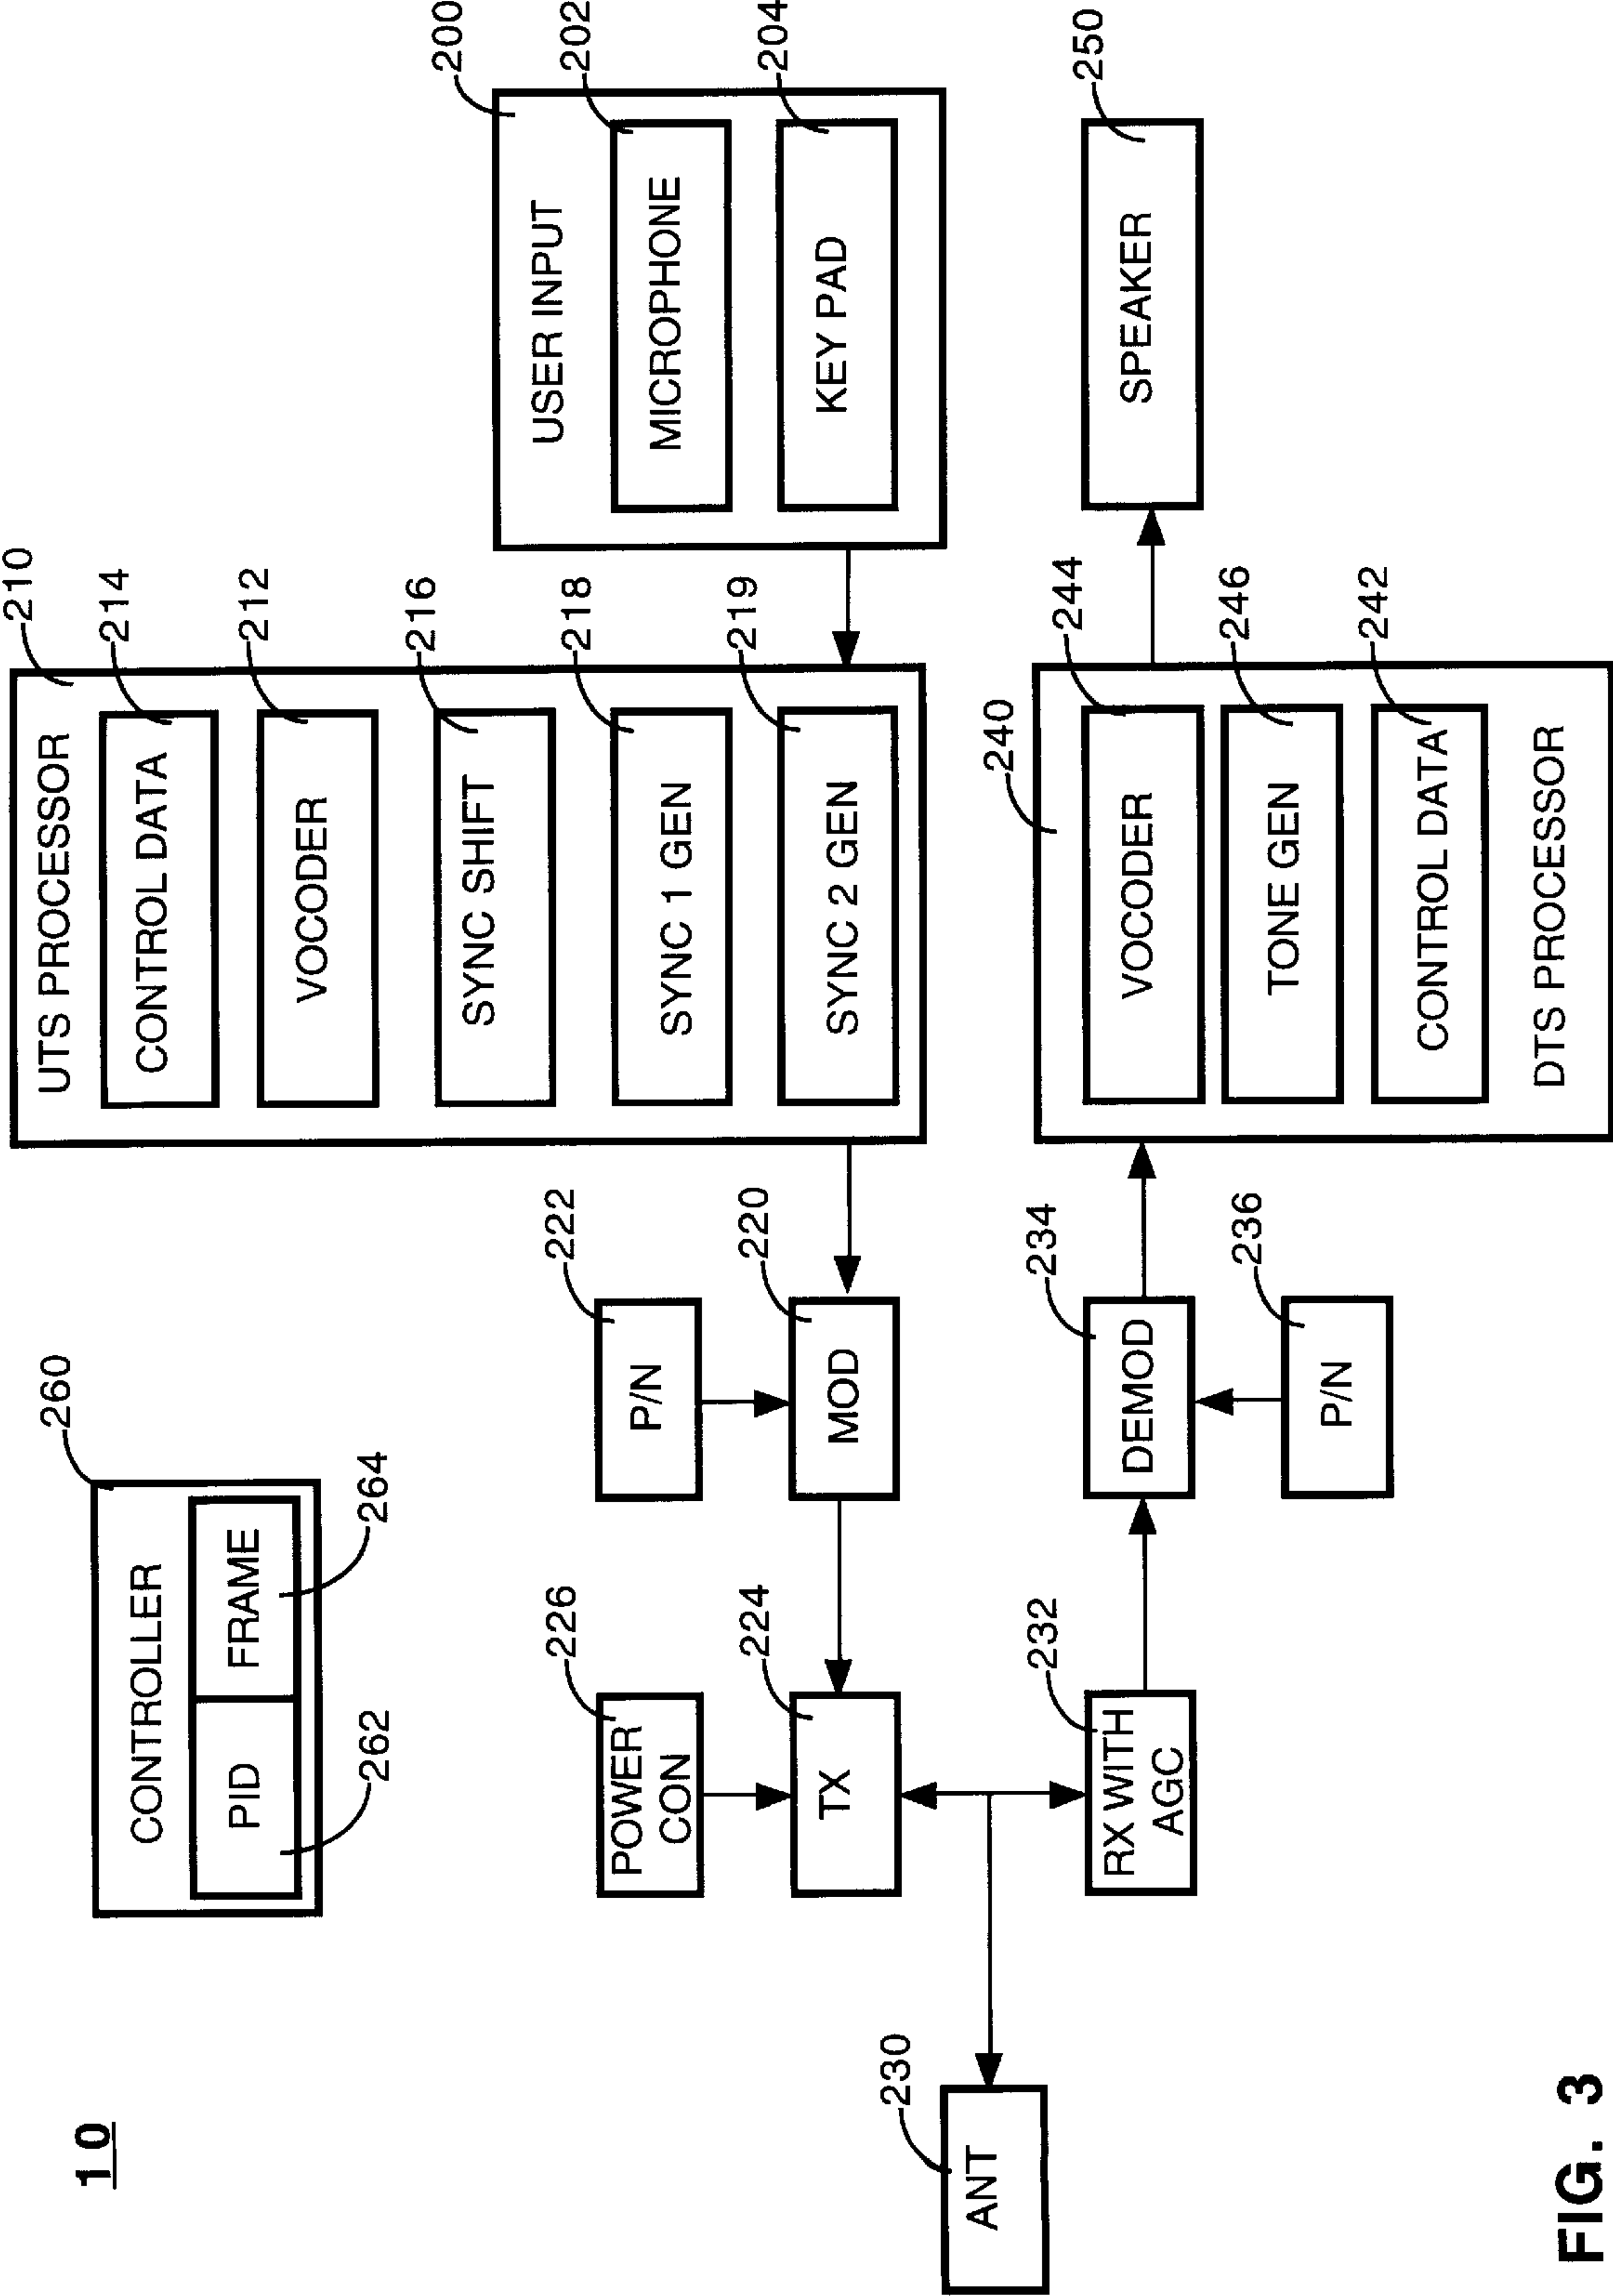 10
CONTROLLER
PID
FRAME
260
262
264
UTS PROCESSOR
210
CONTROL DATA
214
VOCODER
212
SYNC SHIFT
216
SYNC 1 GEN
218
SYNC 2 GEN
219
USER INPUT
200
MICROPHONE
202
KEY PAD
204
POWER
CON
226
P/N
222
TX
224
MOD
220
ANT
230
RX WITH
AGC
232
DEMOD
234
P/N
236
240
VOCODER
244
TONE GEN
246
CONTROL DATA
242
DTS PROCESSOR
SPEAKER
250
FIG. 3